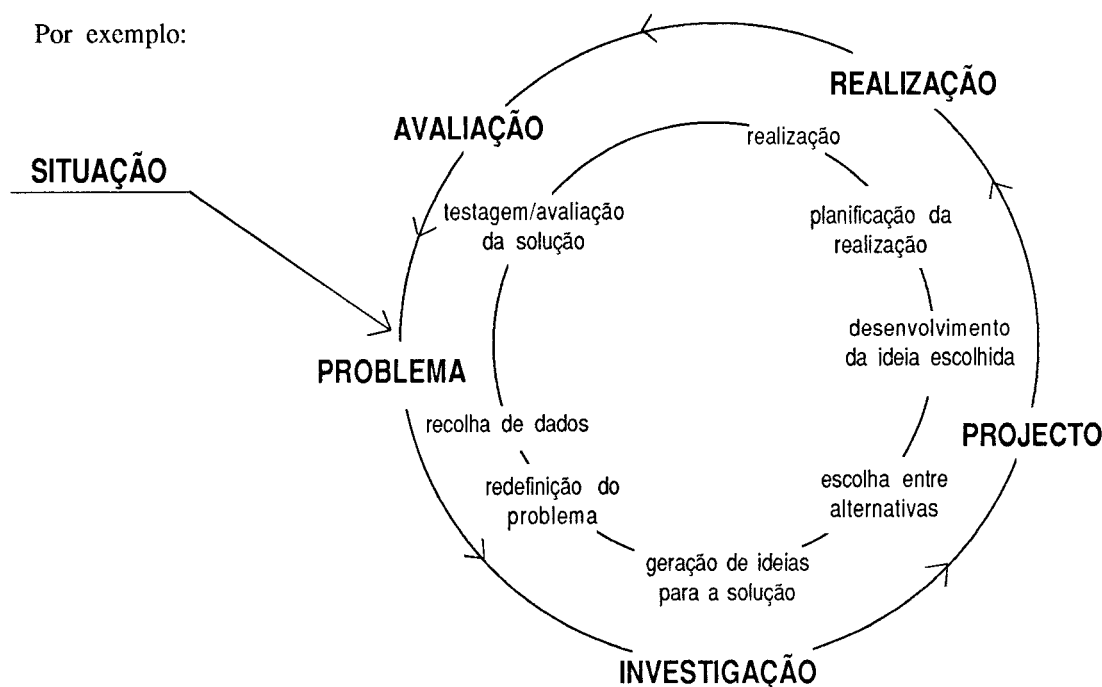 Por exemplo:
REALIZAÇÃO
AVALIAÇÃO
realização
SITUAÇÃO
testagem/avaliação
da solução
planificação da
realização
desenvolvimento
da ideia escolhida
PROBLEMA
recolha de dados
PROJECTO
redefinição do
problema
escolha entre
alternativas
geração de ideias
para a solução
INVESTIGAÇÃO